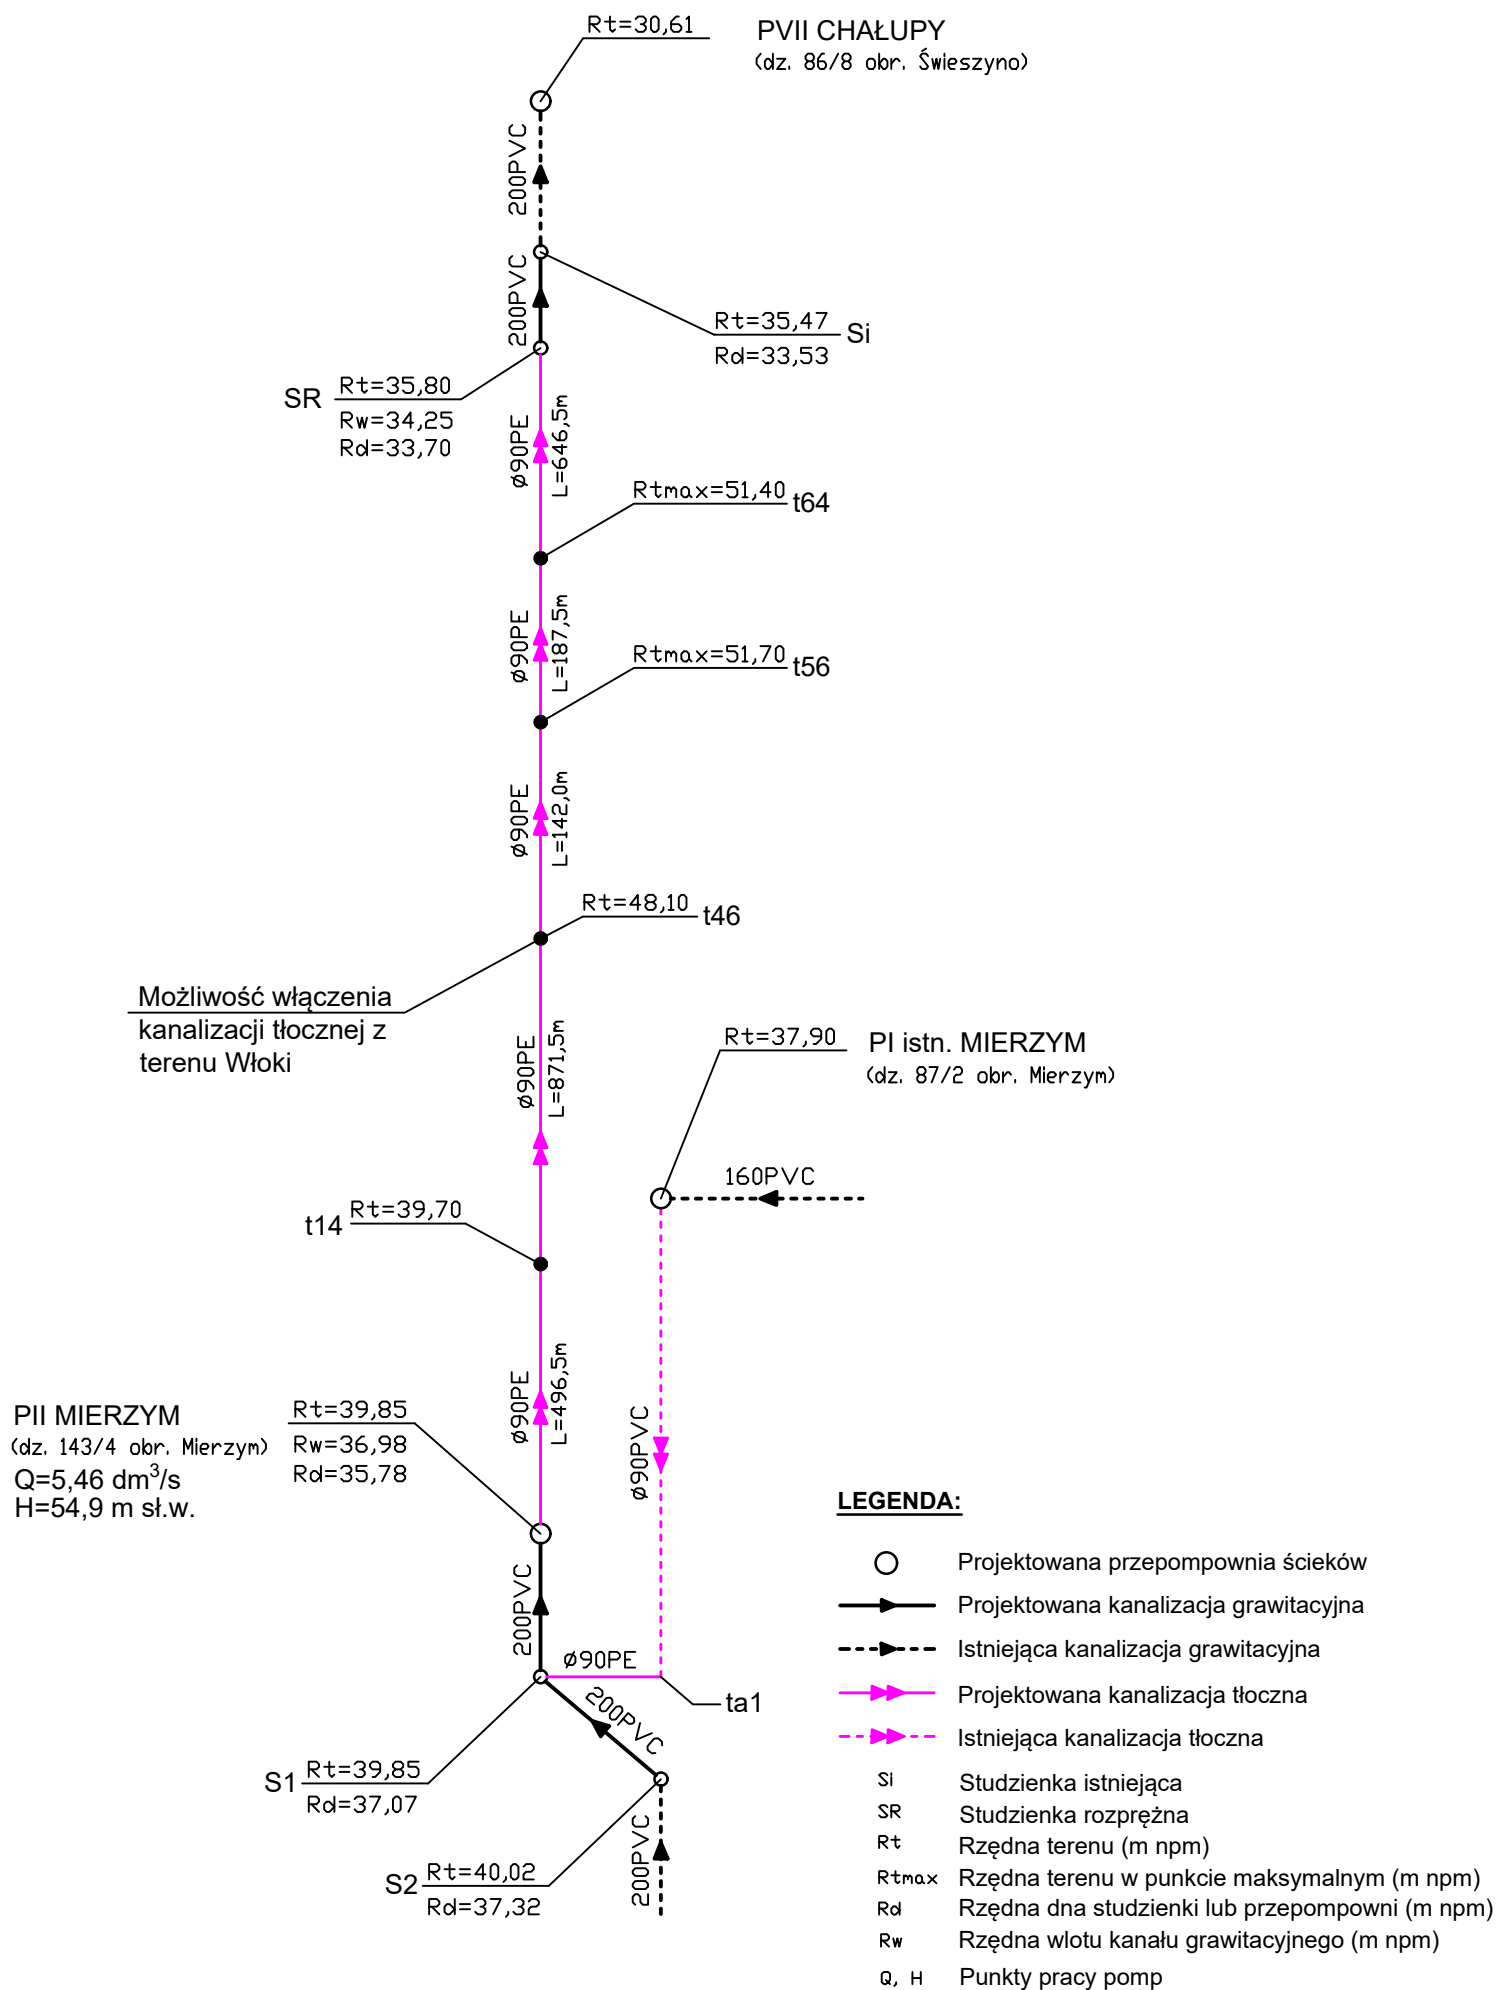 Rt=30,61
PVII CHAŁUPY
(dz. 86/8 obr. Świeszyno)
200PVC
200PVC
Rt=35,47
Si
Rd=33,53
SR
Rt=35,80
Rw=34,25
Rd=33,70
ø90PE
L=646,5m
Rtmax=51,40
t64
ø90PE
L=187,5m
Rtmax=51,70
t56
ø90PE
L=142,0m
Rt=48,10
t46
Możliwość włączenia
kanalizacji tłocznej z
terenu Włoki
ø90PE
L=871,5m
Rt=37,90
PI istn. MIERZYM
(dz. 87/2 obr. Mierzym)
160PVC
t14
Rt=39,70
ø90PE
L=496,5m
ø90PVC
PII MIERZYM
(dz. 143/4 obr. Mierzym)
Q=5,46 dm³/s
H=54,9 m sł.w.
Rt=39,85
Rw=36,98
Rd=35,78
200PVC
ø90PE
ta1
200PVC
S1
Rt=39,85
Rd=37,07
200PVC
S2
Rt=40,02
Rd=37,32
LEGENDA:
Projektowana przepompownia ścieków
Projektowana kanalizacja grawitacyjna
Istniejąca kanalizacja grawitacyjna
Projektowana kanalizacja tłoczna
Istniejąca kanalizacja tłoczna
Si Studzienka istniejąca
SR Studzienka rozprężna
Rt Rzędna terenu (m npm)
Rtmax Rzędna terenu w punkcie maksymalnym (m npm)
Rd Rzędna dna studzienki lub przepompowni (m npm)
Rw Rzędna wlotu kanału grawitacyjnego (m npm)
Q, H Punkty pracy pomp